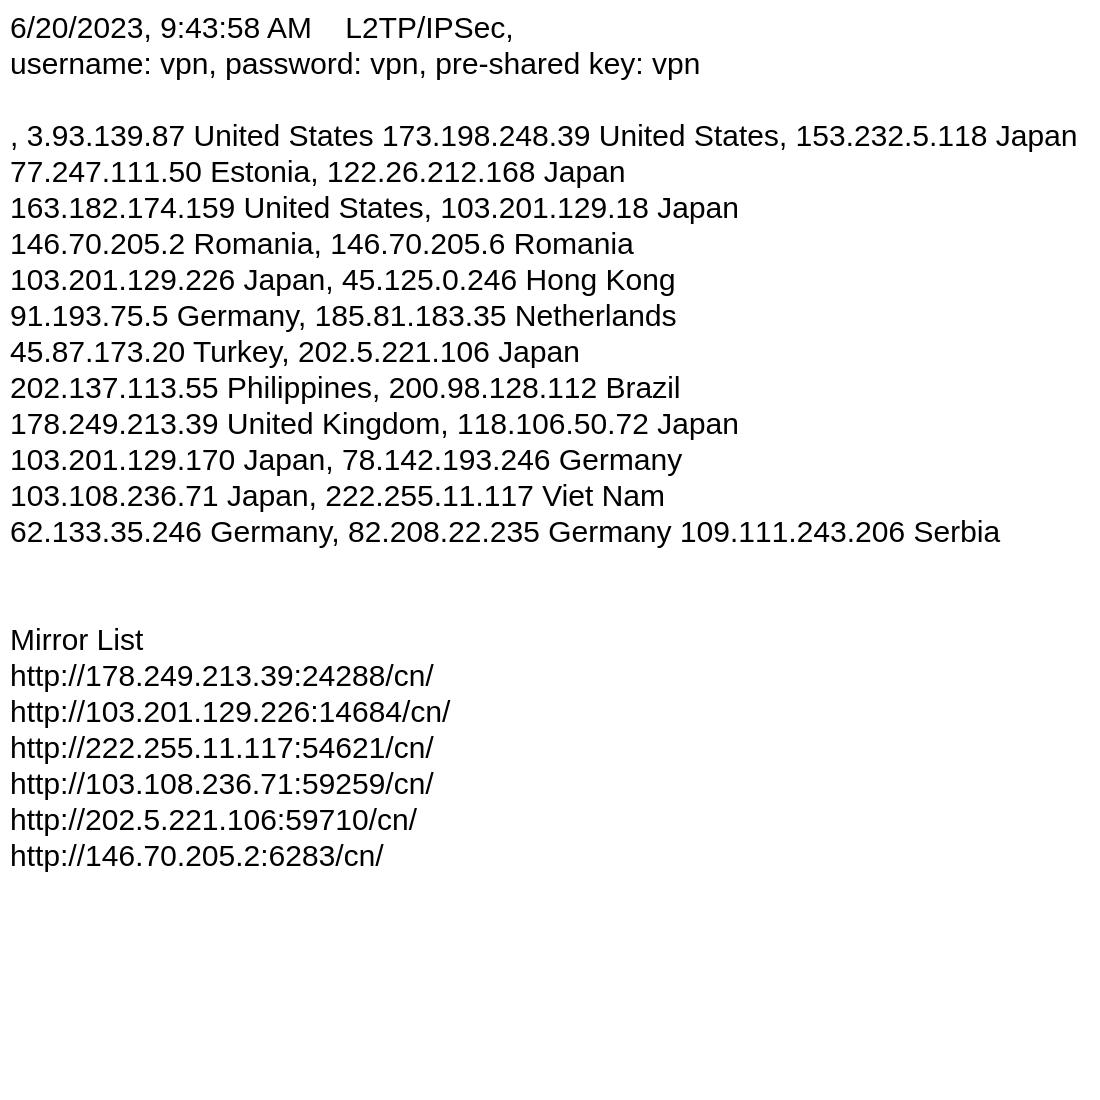 6/20/2023, 9:43:58 AM    L2TP/IPSec,
username: vpn, password: vpn, pre-shared key: vpn
, 3.93.139.87 United States 173.198.248.39 United States, 153.232.5.118 Japan
77.247.111.50 Estonia, 122.26.212.168 Japan
163.182.174.159 United States, 103.201.129.18 Japan
146.70.205.2 Romania, 146.70.205.6 Romania
103.201.129.226 Japan, 45.125.0.246 Hong Kong
91.193.75.5 Germany, 185.81.183.35 Netherlands
45.87.173.20 Turkey, 202.5.221.106 Japan
202.137.113.55 Philippines, 200.98.128.112 Brazil
178.249.213.39 United Kingdom, 118.106.50.72 Japan
103.201.129.170 Japan, 78.142.193.246 Germany
103.108.236.71 Japan, 222.255.11.117 Viet Nam
62.133.35.246 Germany, 82.208.22.235 Germany 109.111.243.206 Serbia
Mirror List
http://178.249.213.39:24288/cn/
http://103.201.129.226:14684/cn/
http://222.255.11.117:54621/cn/
http://103.108.236.71:59259/cn/
http://202.5.221.106:59710/cn/
http://146.70.205.2:6283/cn/